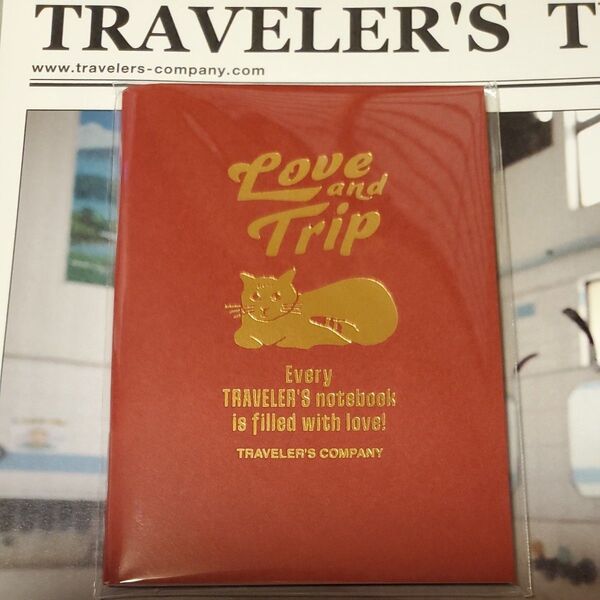 TRAVELER'S T
www.travelers-company.com
Love
and
Trip
Every
TRAVELER'S notebook
is filled with love!
TRAVELER'S COMPANY